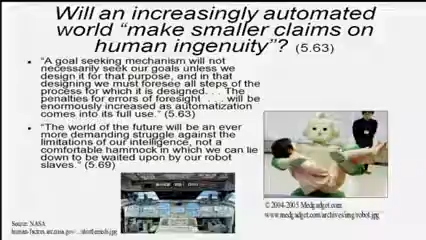 Will an increasingly automated
world “make smaller claims on
human ingenuity”? (5.63)
• “A goal seeking mechanism will not
necessarily seek our goals unless we
design it for that purpose, and in that
designing we must foresee all steps of
the process for which it is designed. . . The
penalties for errors of foresight . . . will be
enormously increased as automatization
comes into its full use.” (5.63)
• “The world of the future will be an ever
more demanding struggle against the
limitations of our intelligence, not a
comfortable hammock in which we can lie
down to be waited upon by our robot
slaves.” (5.69)
© 2004-2005 Medgadget.com
www.medgadget.com/archives/img/robot.jpg
Source: NASA